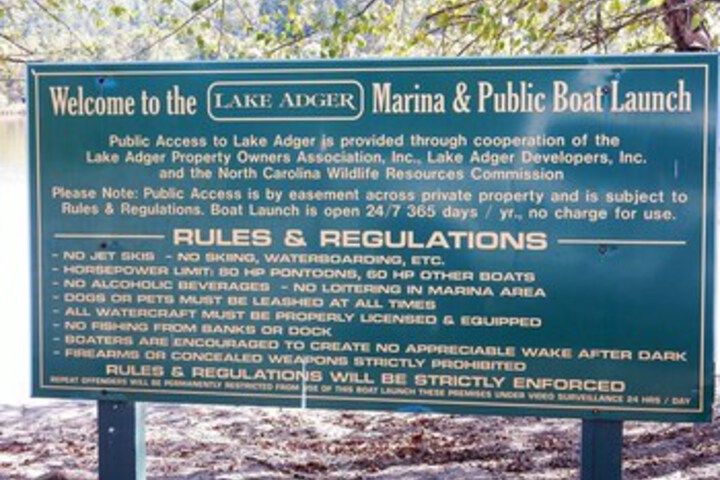 Welcome to the LAKE ADGER Marina & Public Boat Launch
Public Access to Lake Adger is provided through cooperation of the
Lake Adger Property Owners Association, Inc., Lake Adger Developers, Inc.
and the North Carolina Wildlife Resources Commission
Please Note: Public Access is by easement across private property and is subject to
Rules & Regulations. Boat Launch is open 24/7 365 days / yr., no charge for use.
RULES & REGULATIONS
- NO JET SKIS - NO SKIING, WATERBOARDING, ETC.
- HORSEPOWER LIMIT: 80 HP PONTOONS, 60 HP OTHER BOATS
- NO ALCOHOLIC BEVERAGES - NO LOITERING IN MARINA AREA
- DOGS OR PETS MUST BE LEASHED AT ALL TIMES
- ALL WATERCRAFT MUST BE PROPERLY LICENSED & EQUIPPED
- NO FISHING FROM BANKS OR DOCK
- BOATERS ARE ENCOURAGED TO CREATE NO APPRECIABLE WAKE AFTER DARK
- FIREARMS OR CONCEALED WEAPONS STRICTLY PROHIBITED
RULES & REGULATIONS WILL BE STRICTLY ENFORCED
REPEAT OFFENDERS WILL BE PERMANENTLY RESTRICTED FROM USE OF THIS BOAT LAUNCH THESE PREMISES UNDER VIDEO SURVEILLANCE 24 HRS / DAY